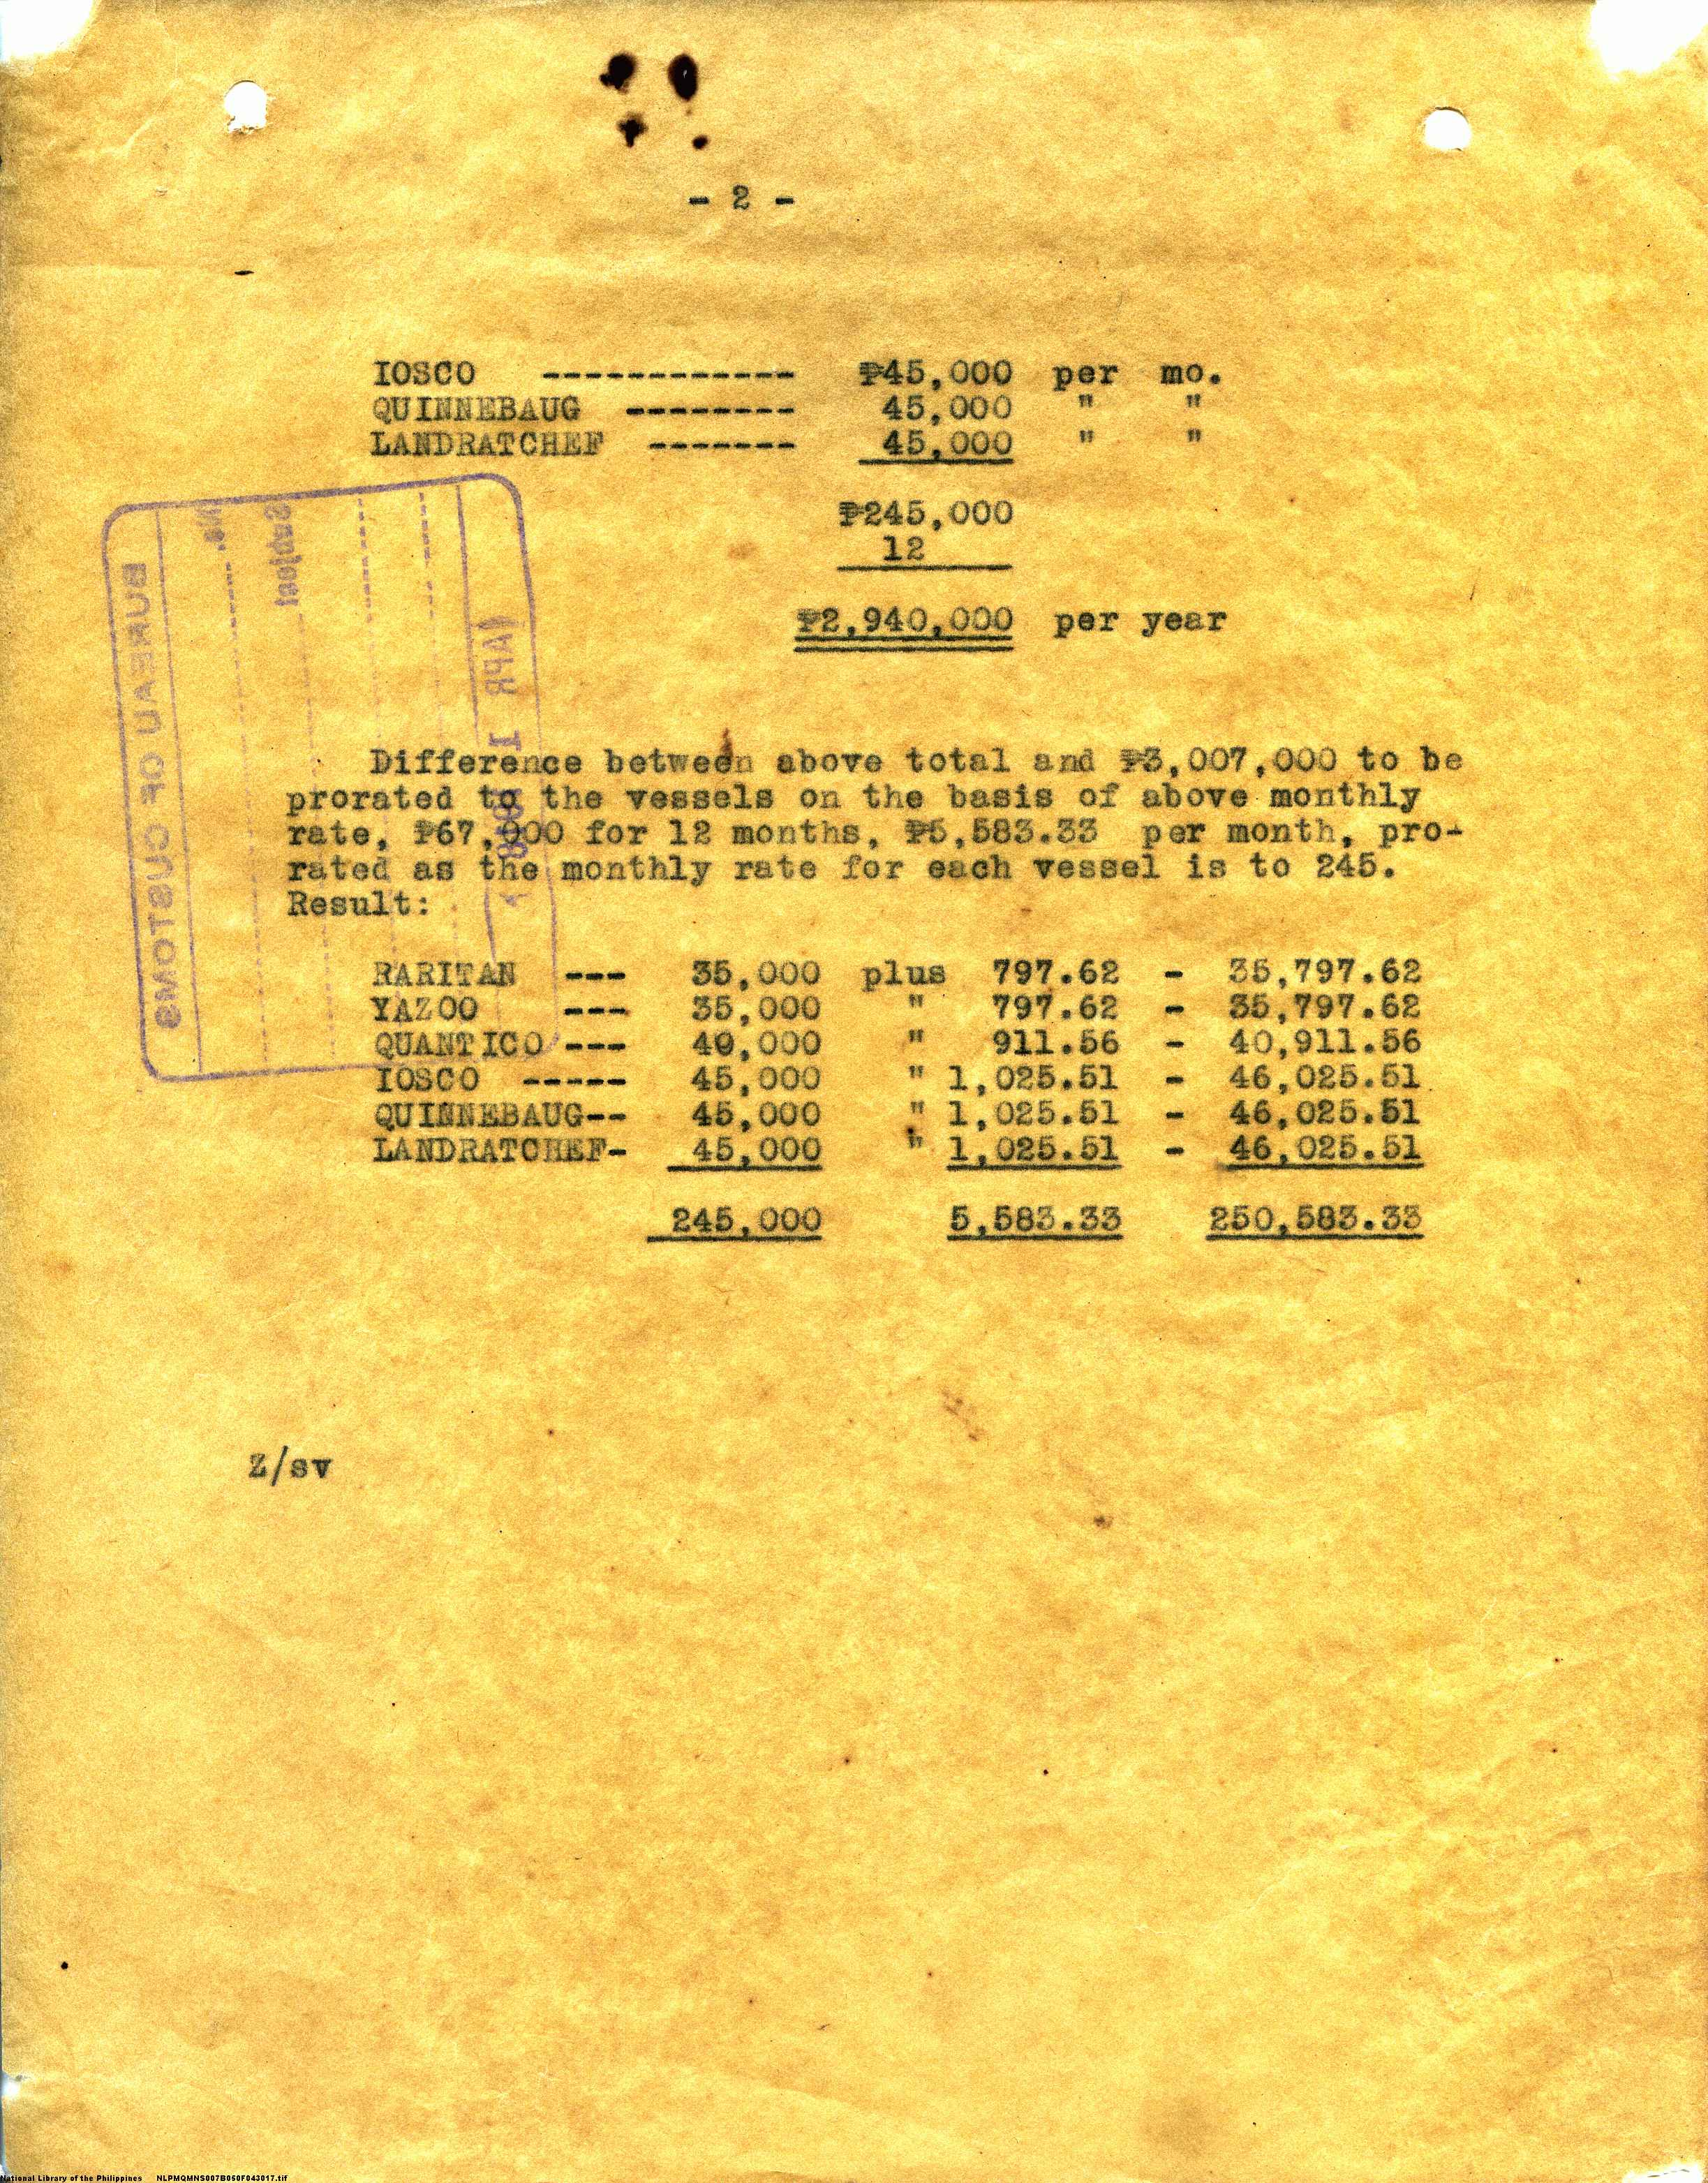 - 2 -
IOSCO ------------ ₱45,000 per mo.
QUINNEBAUG -------- 45,000 " "
LANDRATCHEF ------- 45,000 " "
₱245,000
12
₱2,940,000 per year
Difference between above total and ₱3,007,000 to be
prorated to the vessels on the basis of above monthly
rate, ₱67,000 for 12 months, ₱5,583.33 per month, pro-
rated as the monthly rate for each vessel is to 245.
Result:
RARITAN --- 35,000 plus 797.62 - 35,797.62
YAZOO --- 35,000 " 797.62 - 35,797.62
QUANTICO --- 40,000 " 911.56 - 40,911.56
IOSCO ----- 45,000 " 1,025.51 - 46,025.51
QUINNEBAUG-- 45,000 " 1,025.51 - 46,025.51
LANDRATCHEF- 45,000 " 1,025.51 - 46,025.51
245,000 5,583.33 250,583.33
Z/sv
BUREAU OF CUSTOMS
No.
Subject
APR 1
National Library of the Philippines NLPMQMNS007B060F043017.tif